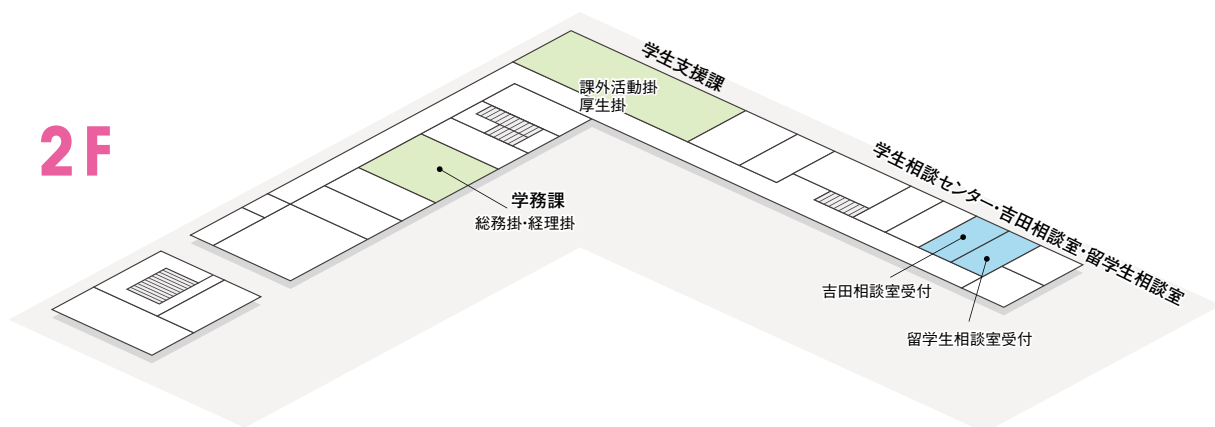 2F
学生支援課
課外活動掛
厚生掛
学務課
総務掛・経理掛
学生相談センター・吉田相談室・留学生相談室
吉田相談室受付
留学生相談室受付